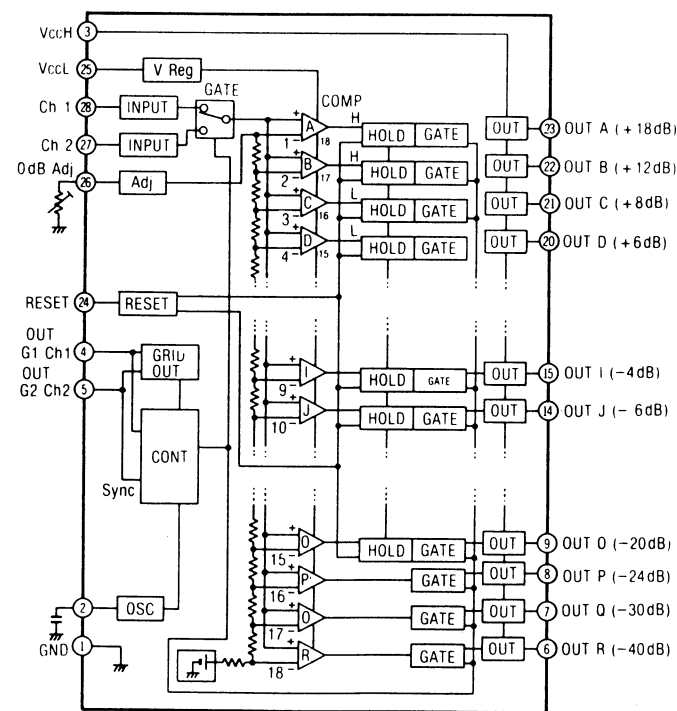 VccH 3
VccL 25 V Reg GATE COMP
Ch 1 28 INPUT + A 1 − 18 H HOLD GATE OUT 23 OUT A (+18dB)
Ch 2 27 INPUT + B 2 − 17 H HOLD GATE OUT 22 OUT B (+12dB)
0dB Adj 26 Adj + C 3 − 16 L HOLD GATE OUT 21 OUT C (+8dB)
+ D 4 − 15 L HOLD GATE OUT 20 OUT D (+6dB)
RESET 24 RESET
OUT G1 Ch1 4 GRID OUT + I 9 − HOLD GATE OUT 15 OUT I (−4dB)
OUT G2 Ch2 5 + J 10 − HOLD GATE OUT 14 OUT J (−6dB)
CONT
Sync
+ O 15 − HOLD GATE OUT 9 OUT O (−20dB)
+ P 16 − GATE OUT 8 OUT P (−24dB)
2 OSC + O 17 − GATE OUT 7 OUT Q (−30dB)
GND 1 + R 18 − GATE OUT 6 OUT R (−40dB)